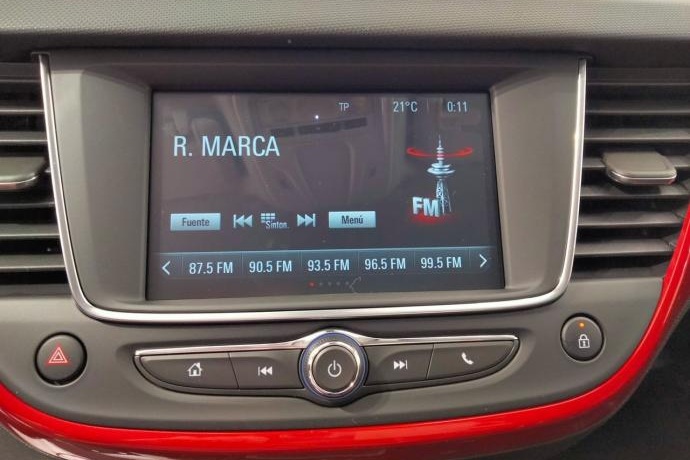 TP 21°C 0:11
R. MARCA
FM
Fuente Sinton. Menú
87.5 FM 90.5 FM 93.5 FM 96.5 FM 99.5 FM